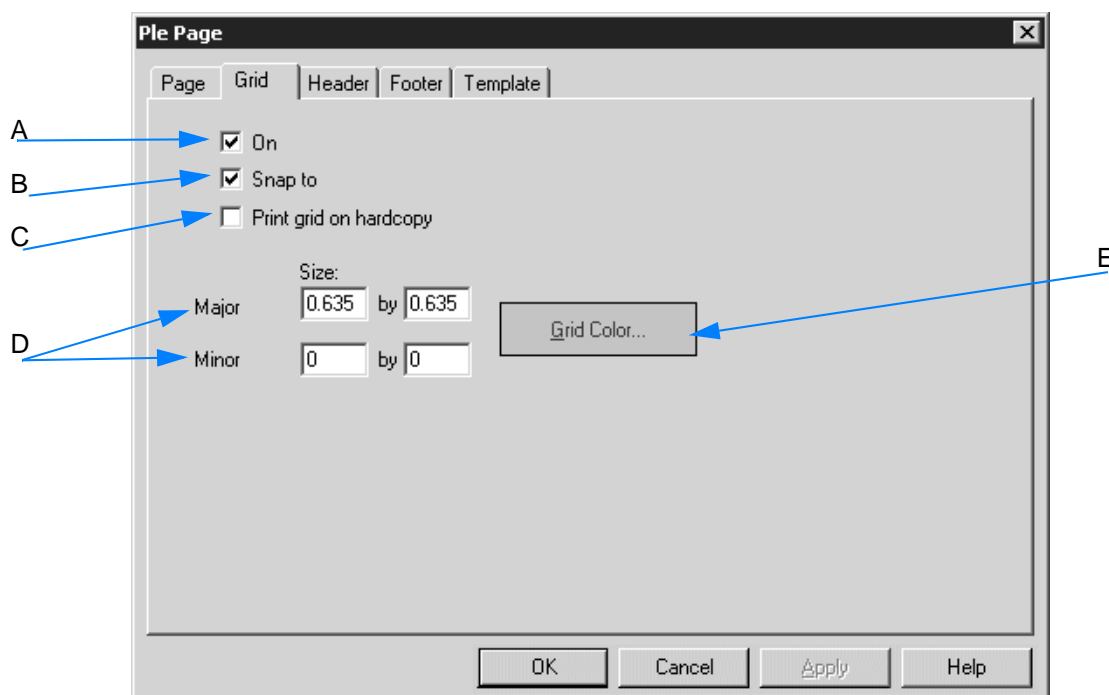 Ple Page
Page Grid Header Footer Template
A On
B Snap to
C Print grid on hardcopy
E
Size:
Major 0.635 by 0.635
Grid Color...
D
Minor 0 by 0
OK Cancel Apply Help